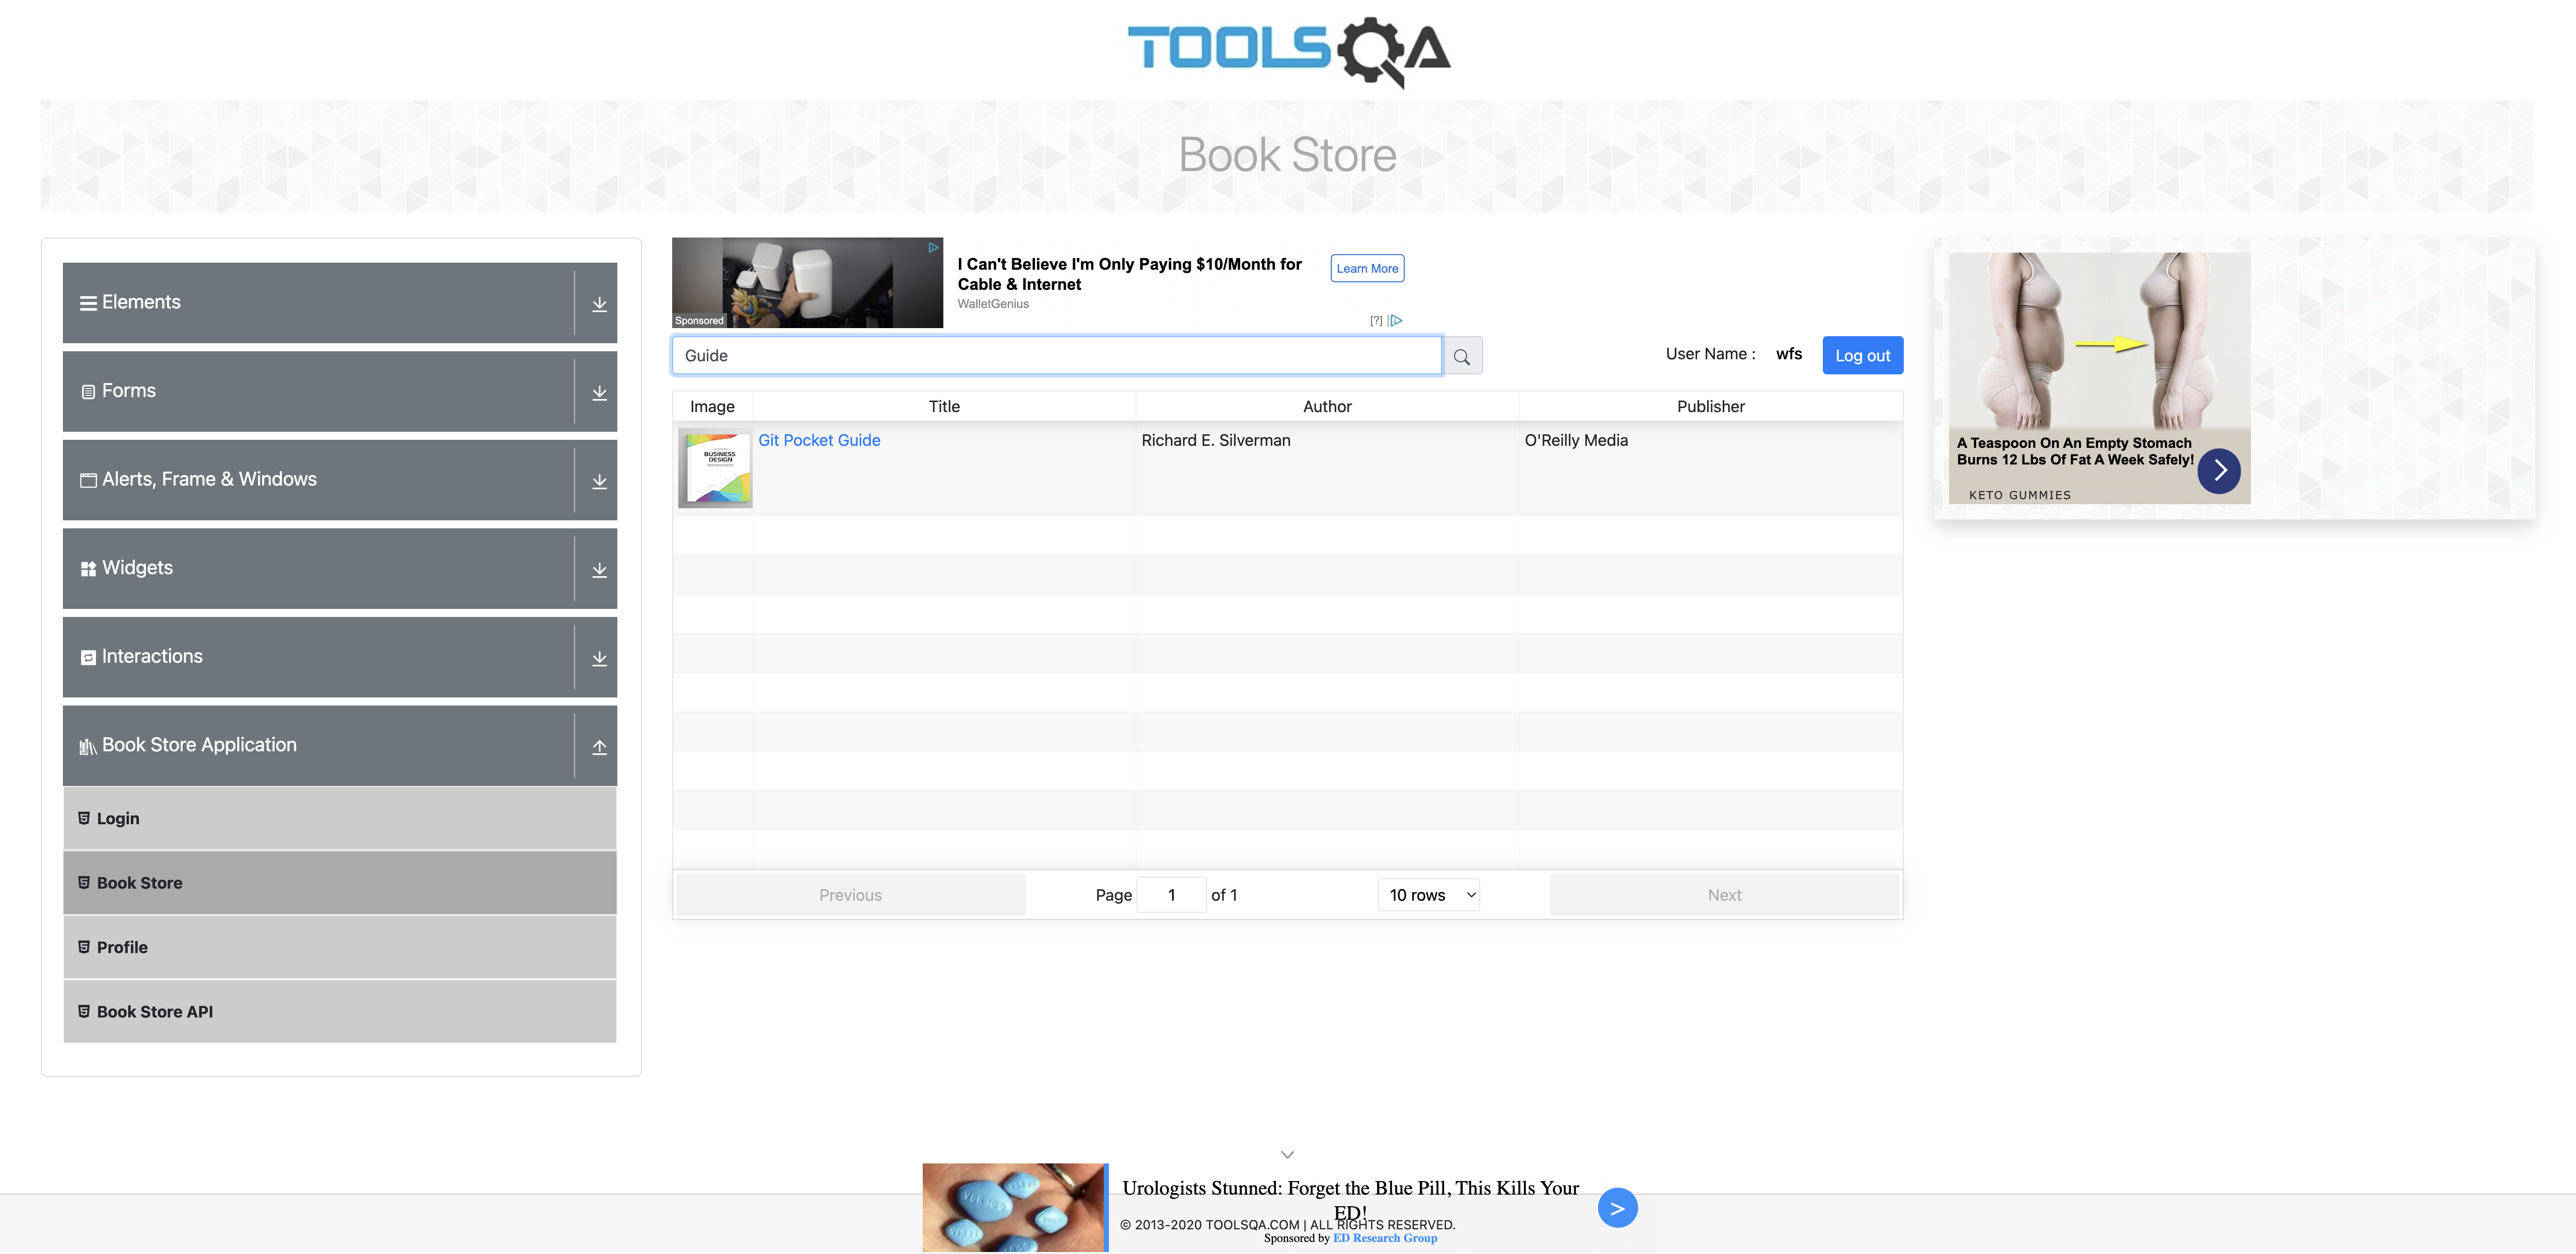 TOOLSQA
Book Store
Elements
Forms
Alerts, Frame & Windows
Widgets
Interactions
Book Store Application
Login
Book Store
Profile
Book Store API
Sponsored
I Can't Believe I'm Only Paying $10/Month for
Cable & Internet
WalletGenius
Learn More
[?]
Guide
User Name : wfs
Log out
Image Title Author Publisher
BUSINESS
DESIGN
Git Pocket Guide Richard E. Silverman O'Reilly Media
Previous Page 1 of 1 10 rows Next
A Teaspoon On An Empty Stomach
Burns 12 Lbs Of Fat A Week Safely!
KETO GUMMIES
Urologists Stunned: Forget the Blue Pill, This Kills Your
ED!
>
© 2013-2020 TOOLSQA.COM | ALL RIGHTS RESERVED.
Sponsored by ED Research Group